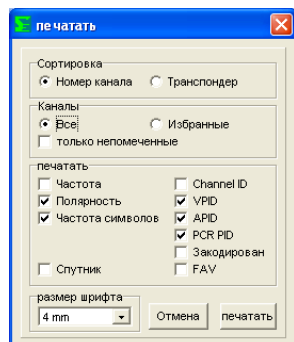 печатать
Сортировка
Номер канала Транспондер
Каналы
Все Избранные
только непомеченные
печатать
Частота Channel ID
Полярность VPID
Частота символов APID
PCR PID
Закодирован
Спутник FAV
размер шрифта
4 mm Отмена печатать